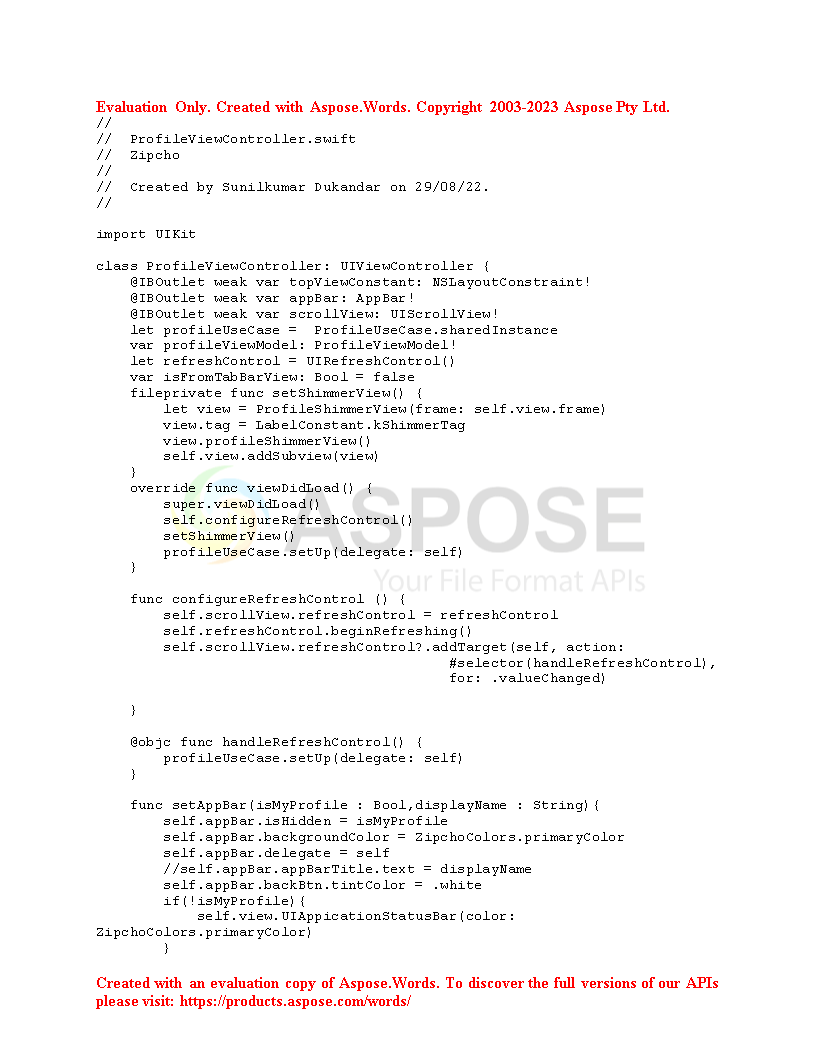 Evaluation Only. Created with Aspose.Words. Copyright 2003-2023 Aspose Pty Ltd.
//
//  ProfileViewController.swift
//  Zipcho
//
//  Created by Sunilkumar Dukandar on 29/08/22.
//
import UIKit
class ProfileViewController: UIViewController {
    @IBOutlet weak var topViewConstant: NSLayoutConstraint!
    @IBOutlet weak var appBar: AppBar!
    @IBOutlet weak var scrollView: UIScrollView!
    let profileUseCase =  ProfileUseCase.sharedInstance
    var profileViewModel: ProfileViewModel!
    let refreshControl = UIRefreshControl()
    var isFromTabBarView: Bool = false
    fileprivate func setShimmerView() {
        let view = ProfileShimmerView(frame: self.view.frame)
        view.tag = LabelConstant.kShimmerTag
        view.profileShimmerView()
        self.view.addSubview(view)
    }
    override func viewDidLoad() {
        super.viewDidLoad()
        self.configureRefreshControl()
        setShimmerView()
        profileUseCase.setUp(delegate: self)
    }
ASPOSE
Your File Format APIs
    func configureRefreshControl () {
        self.scrollView.refreshControl = refreshControl
        self.refreshControl.beginRefreshing()
        self.scrollView.refreshControl?.addTarget(self, action:
                                          #selector(handleRefreshControl),
                                          for: .valueChanged)
    }
    @objc func handleRefreshControl() {
        profileUseCase.setUp(delegate: self)
    }
    func setAppBar(isMyProfile : Bool,displayName : String){
        self.appBar.isHidden = isMyProfile
        self.appBar.backgroundColor = ZipchoColors.primaryColor
        self.appBar.delegate = self
        //self.appBar.appBarTitle.text = displayName
        self.appBar.backBtn.tintColor = .white
        if(!isMyProfile){
            self.view.UIAppicationStatusBar(color:
ZipchoColors.primaryColor)
        }
Created with an evaluation copy of Aspose.Words. To discover the full versions of our APIs
please visit: https://products.aspose.com/words/